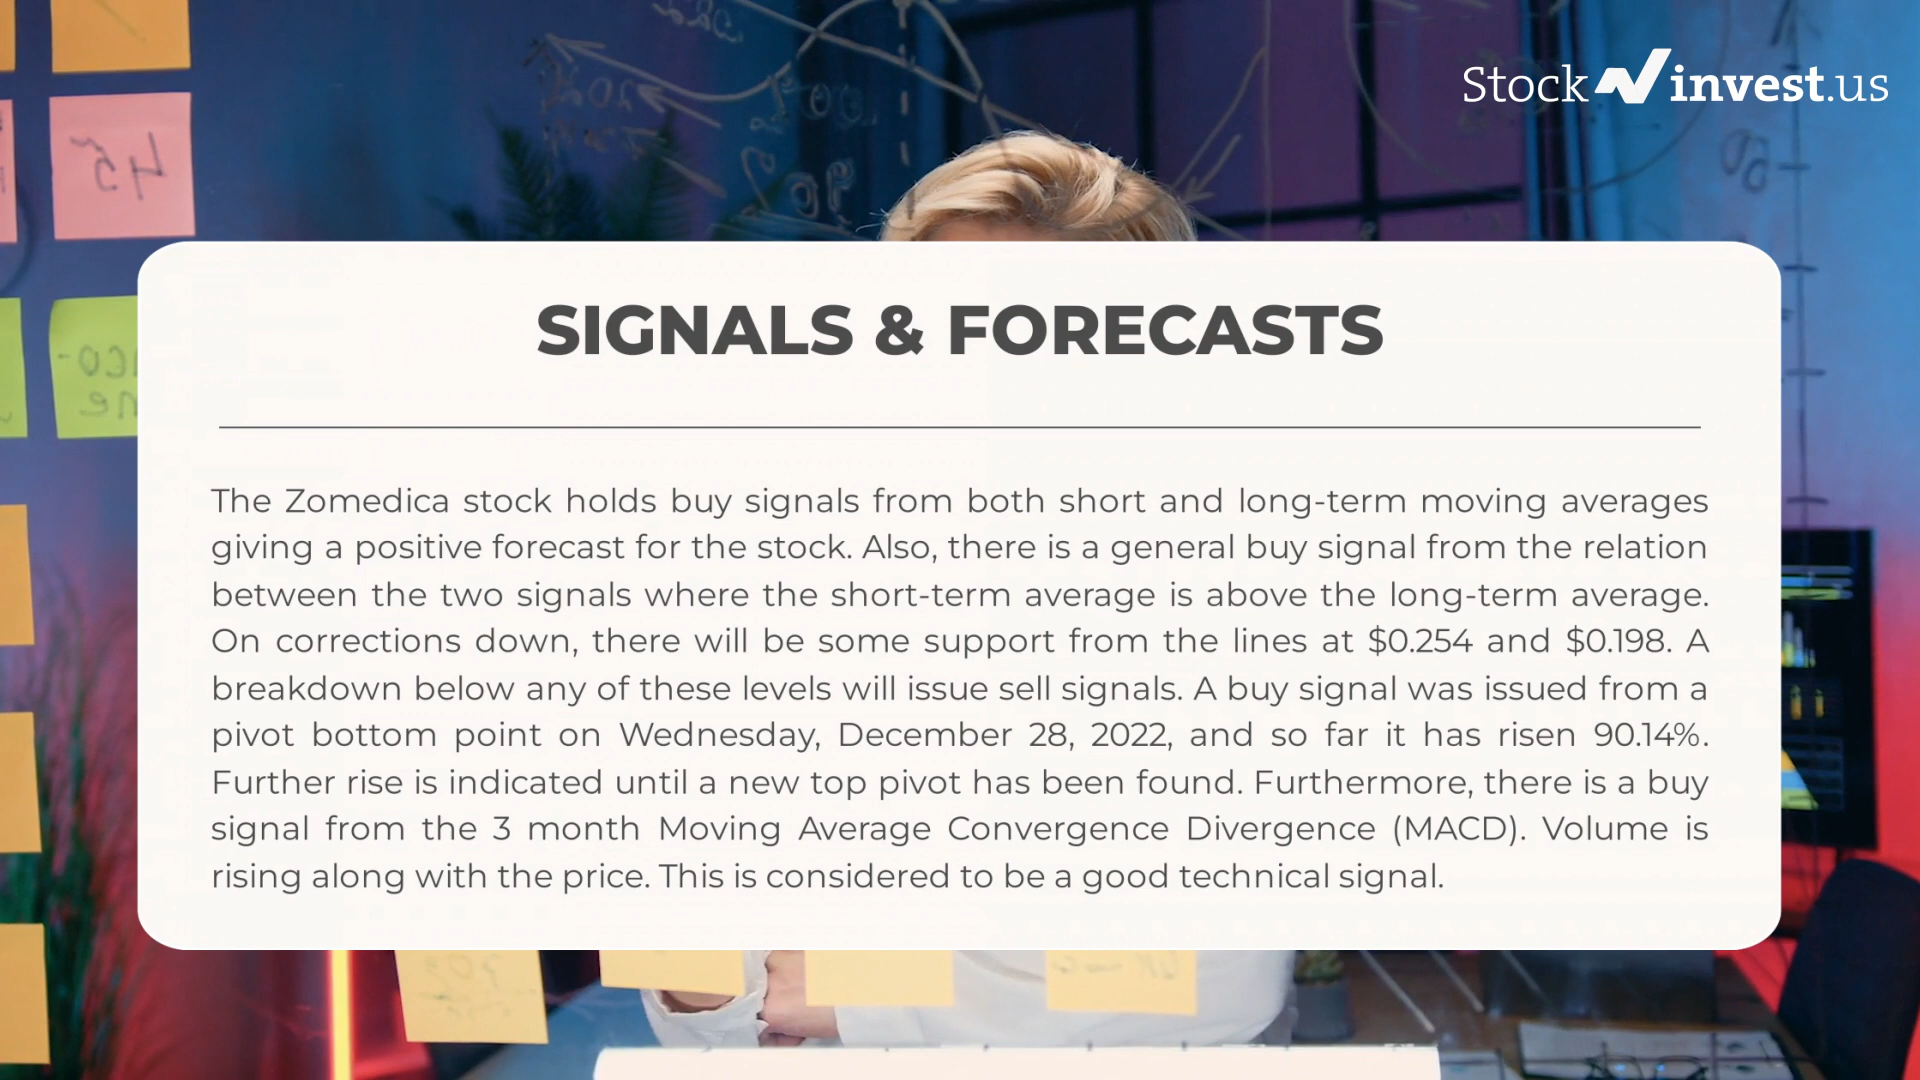 Stock invest.us
45
SIGNALS & FORECASTS
The Zomedica stock holds buy signals from both short and long-term moving averages
giving a positive forecast for the stock. Also, there is a general buy signal from the relation
between the two signals where the short-term average is above the long-term average.
On corrections down, there will be some support from the lines at $0.254 and $0.198. A
breakdown below any of these levels will issue sell signals. A buy signal was issued from a
pivot bottom point on Wednesday, December 28, 2022, and so far it has risen 90.14%.
Further rise is indicated until a new top pivot has been found. Furthermore, there is a buy
signal from the 3 month Moving Average Convergence Divergence (MACD). Volume is
rising along with the price. This is considered to be a good technical signal.